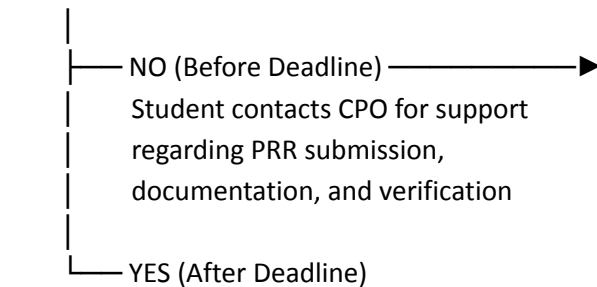 NO (Before Deadline)
Student contacts CPO for support
regarding PRR submission,
documentation, and verification
YES (After Deadline)